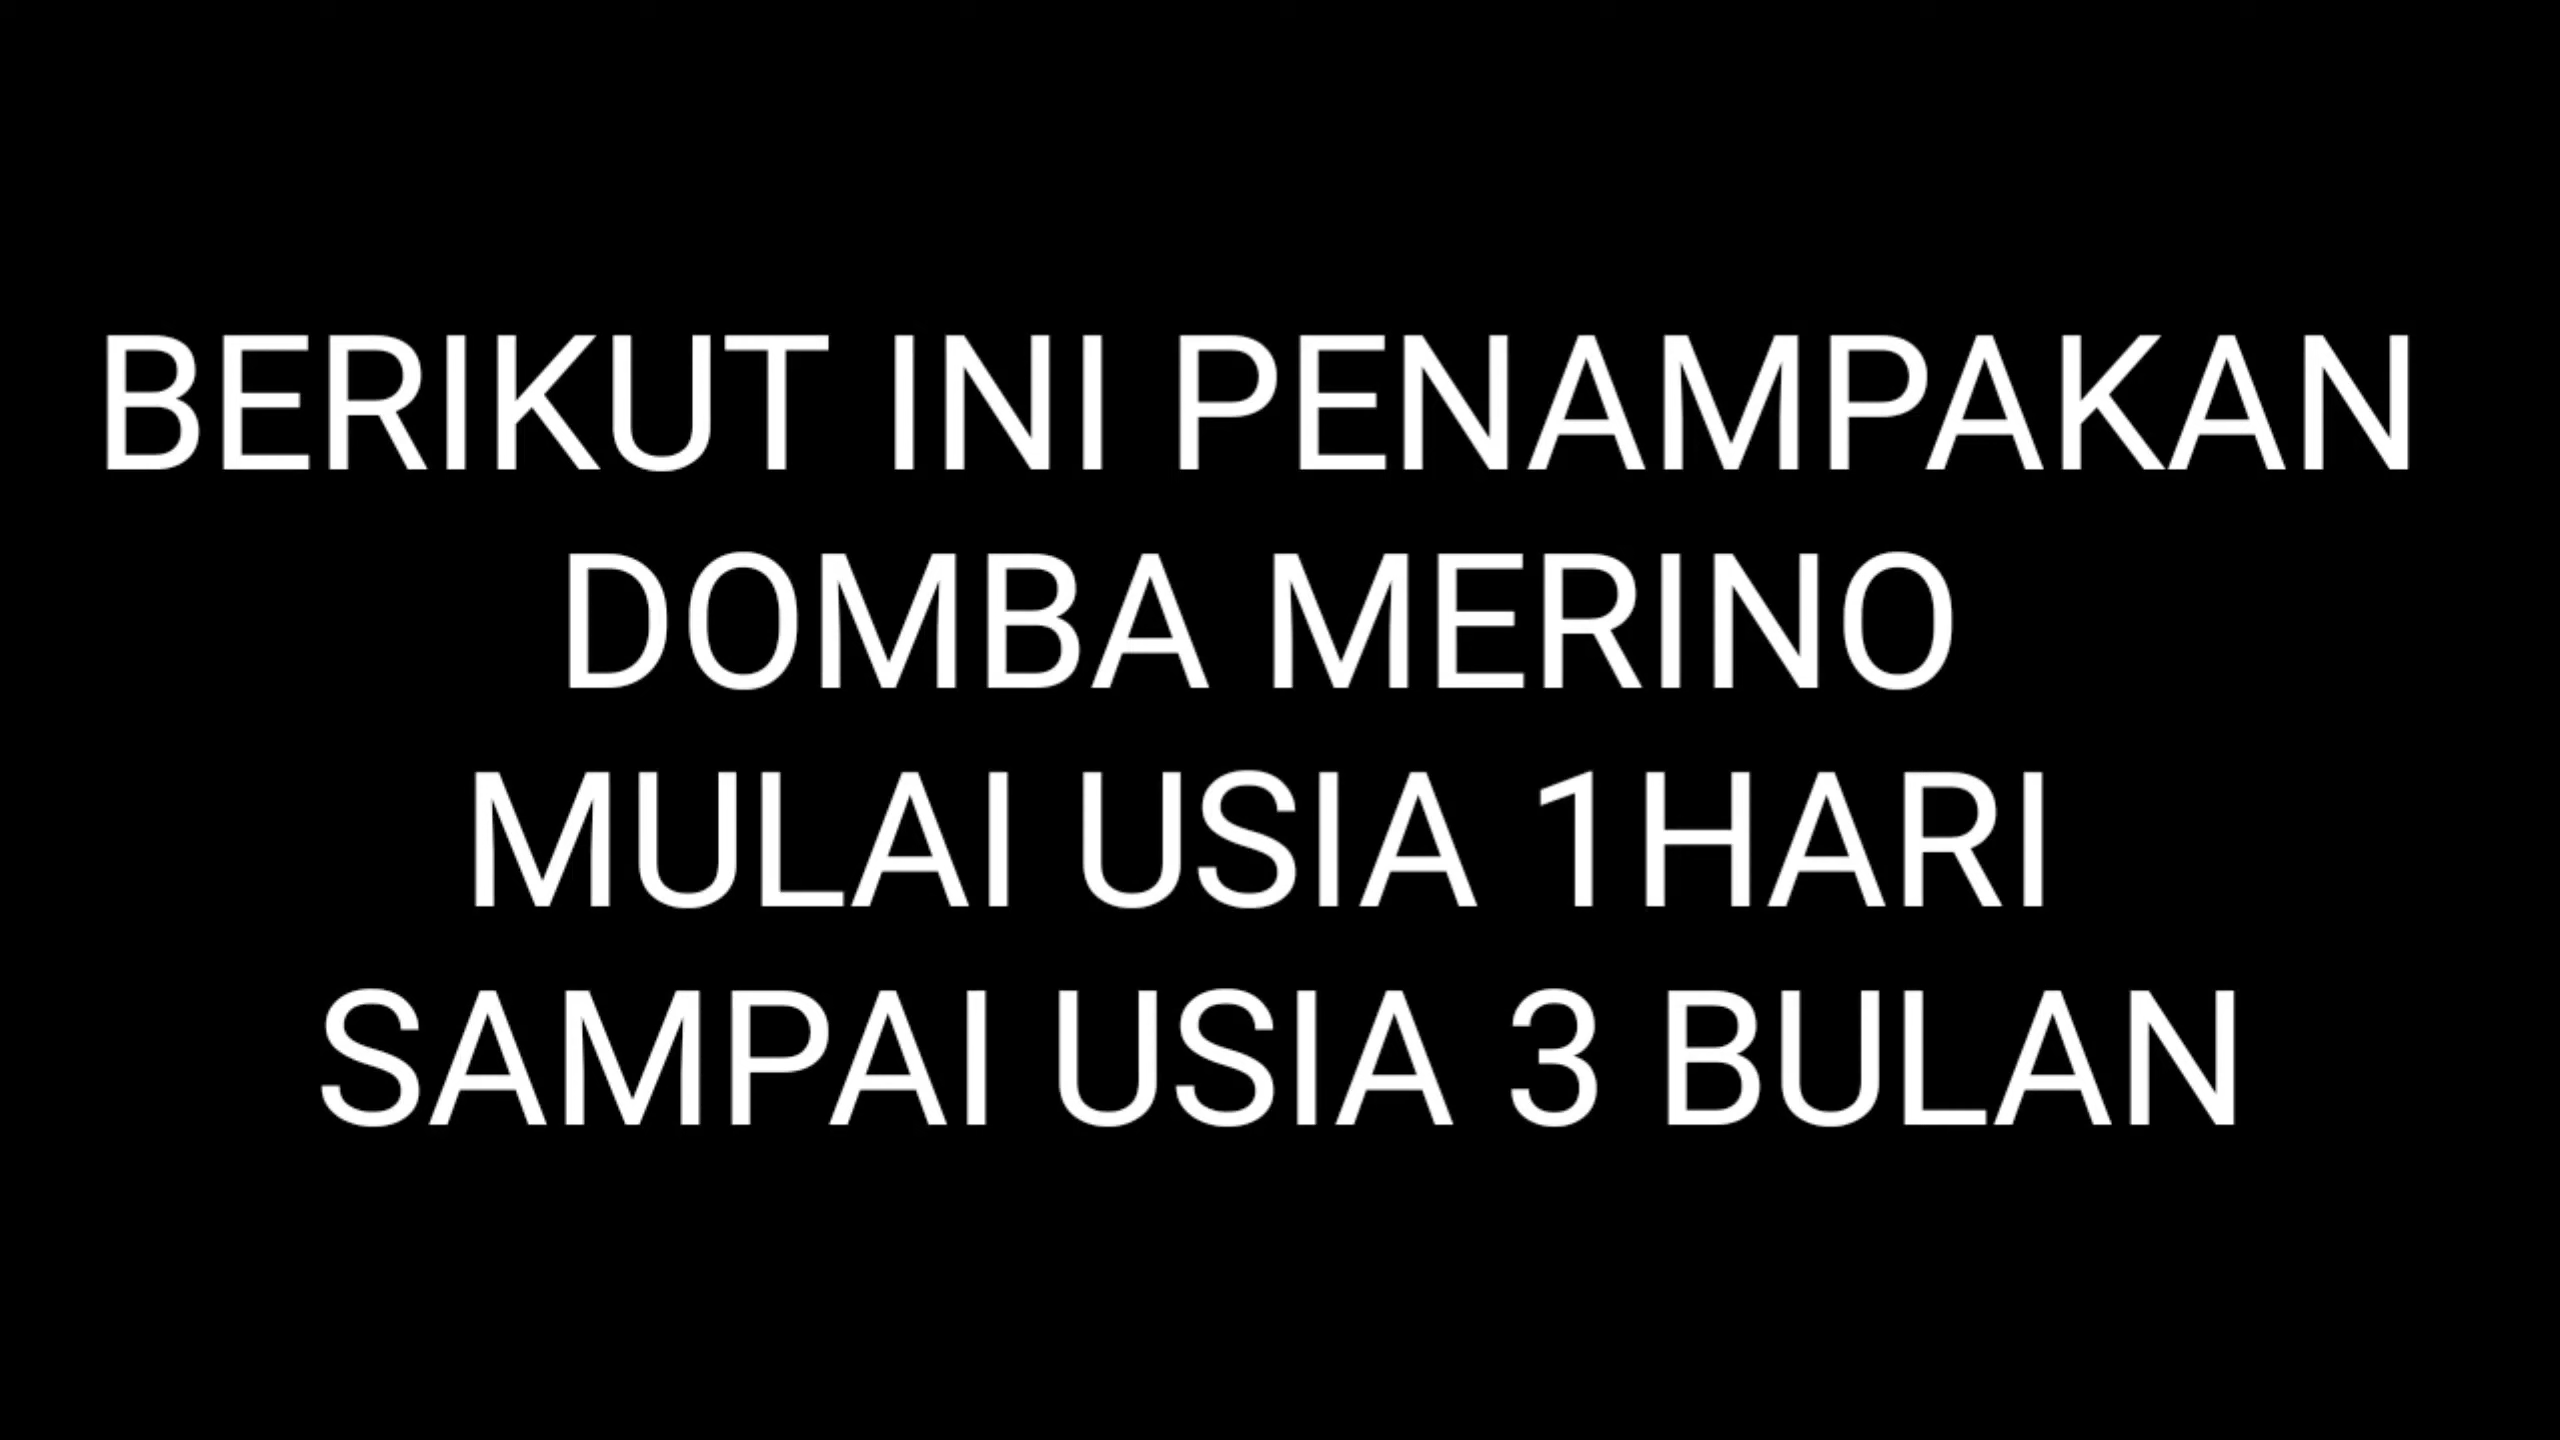 BERIKUT INI PENAMPAKAN
DOMBA MERINO
MULAI USIA 1HARI
SAMPAI USIA 3 BULAN